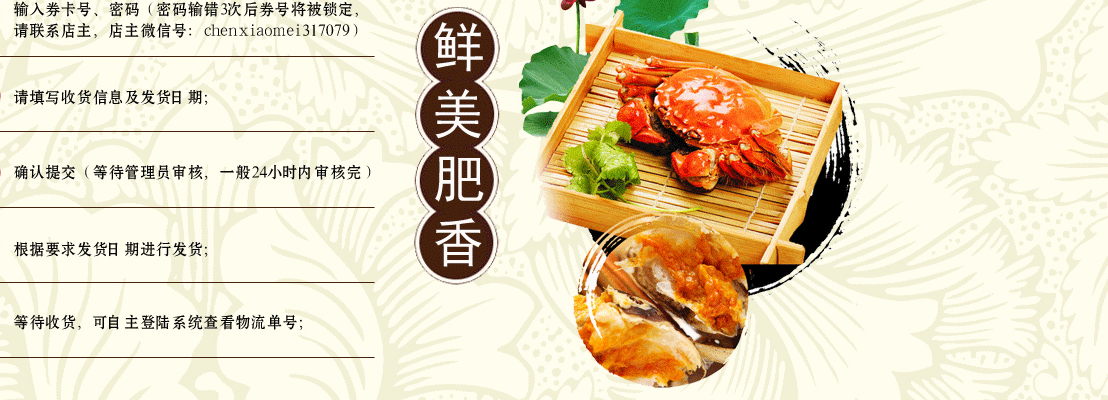 输入券卡号、密码（密码输错3次后券号将被锁定，
请联系店主，店主微信号：chenxiaomei317079）
请填写收货信息及发货日期；
确认提交（等待管理员审核，一般24小时内审核完）
根据要求发货日期进行发货；
等待收货，可自主登陆系统查看物流单号；
鲜
美
肥
香